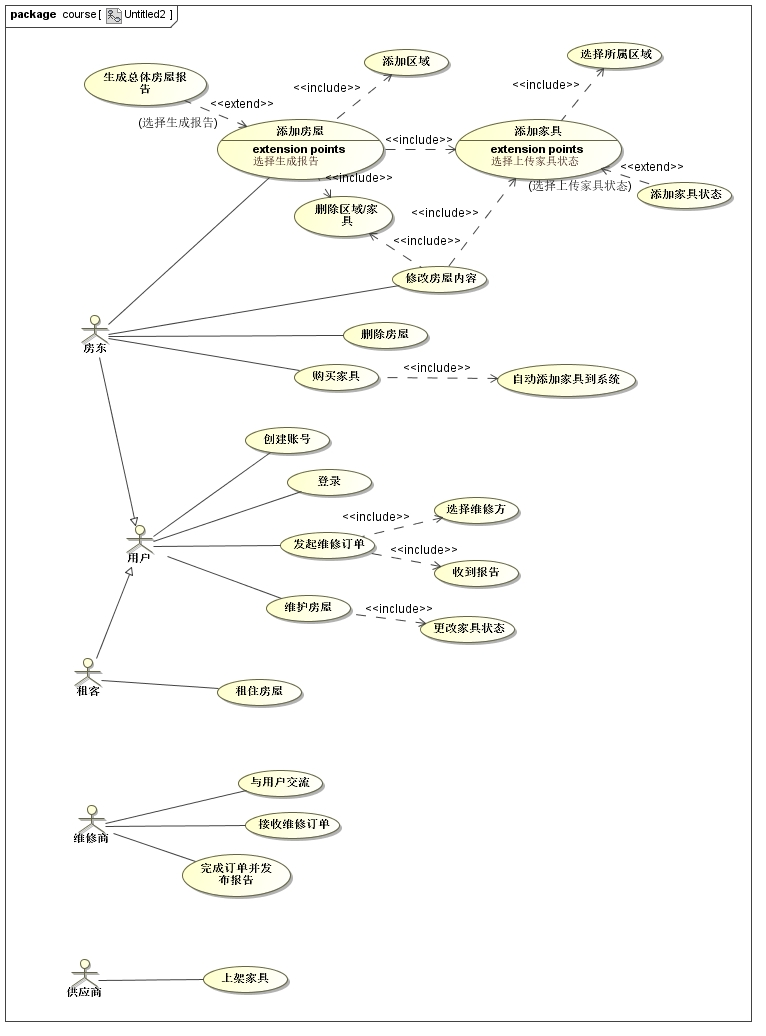 package course[ Untitled2 ]
选择所属区域
添加区域
生成总体房屋报
告
<<include>>
<<include>>
<<extend>>
(选择生成报告)
添加房屋
extension points
选择生成报告
<<include>>
添加家具
extension points
选择上传家具状态
<<extend>>
(选择上传家具状态)
添加家具状态
<<include>>
删除区域/家
具
<<include>>
<<include>>
修改房屋内容
房东
删除房屋
购买家具
<<include>>
自动添加家具到系统
创建账号
登录
<<include>>
选择维修方
用户
发起维修订单
<<include>>
收到报告
维护房屋
<<include>>
更改家具状态
租客
租住房屋
与用户交流
维修商
接收维修订单
完成订单并发
布报告
供应商
上架家具